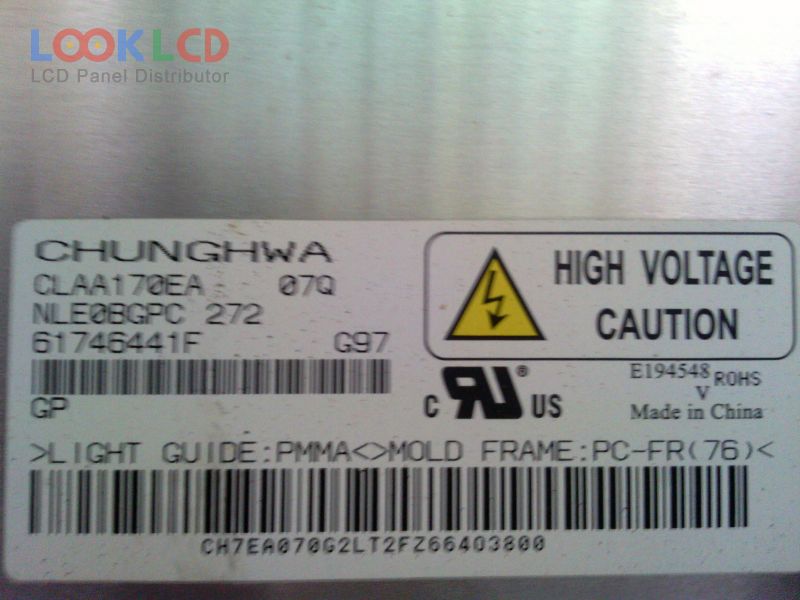 LOOKLCD
LCD Panel Distributor
CHUNGHWA
CLAA170EA 07Q
NLE0BGPC 272
61746441F G97
GP
HIGH VOLTAGE
CAUTION
C RU® US
E194548 ROHS
V
Made in China
>LIGHT GUIDE:PMMA<>MOLD FRAME:PC-FR(76)<
CH7EA070G2LT2FZ66403800